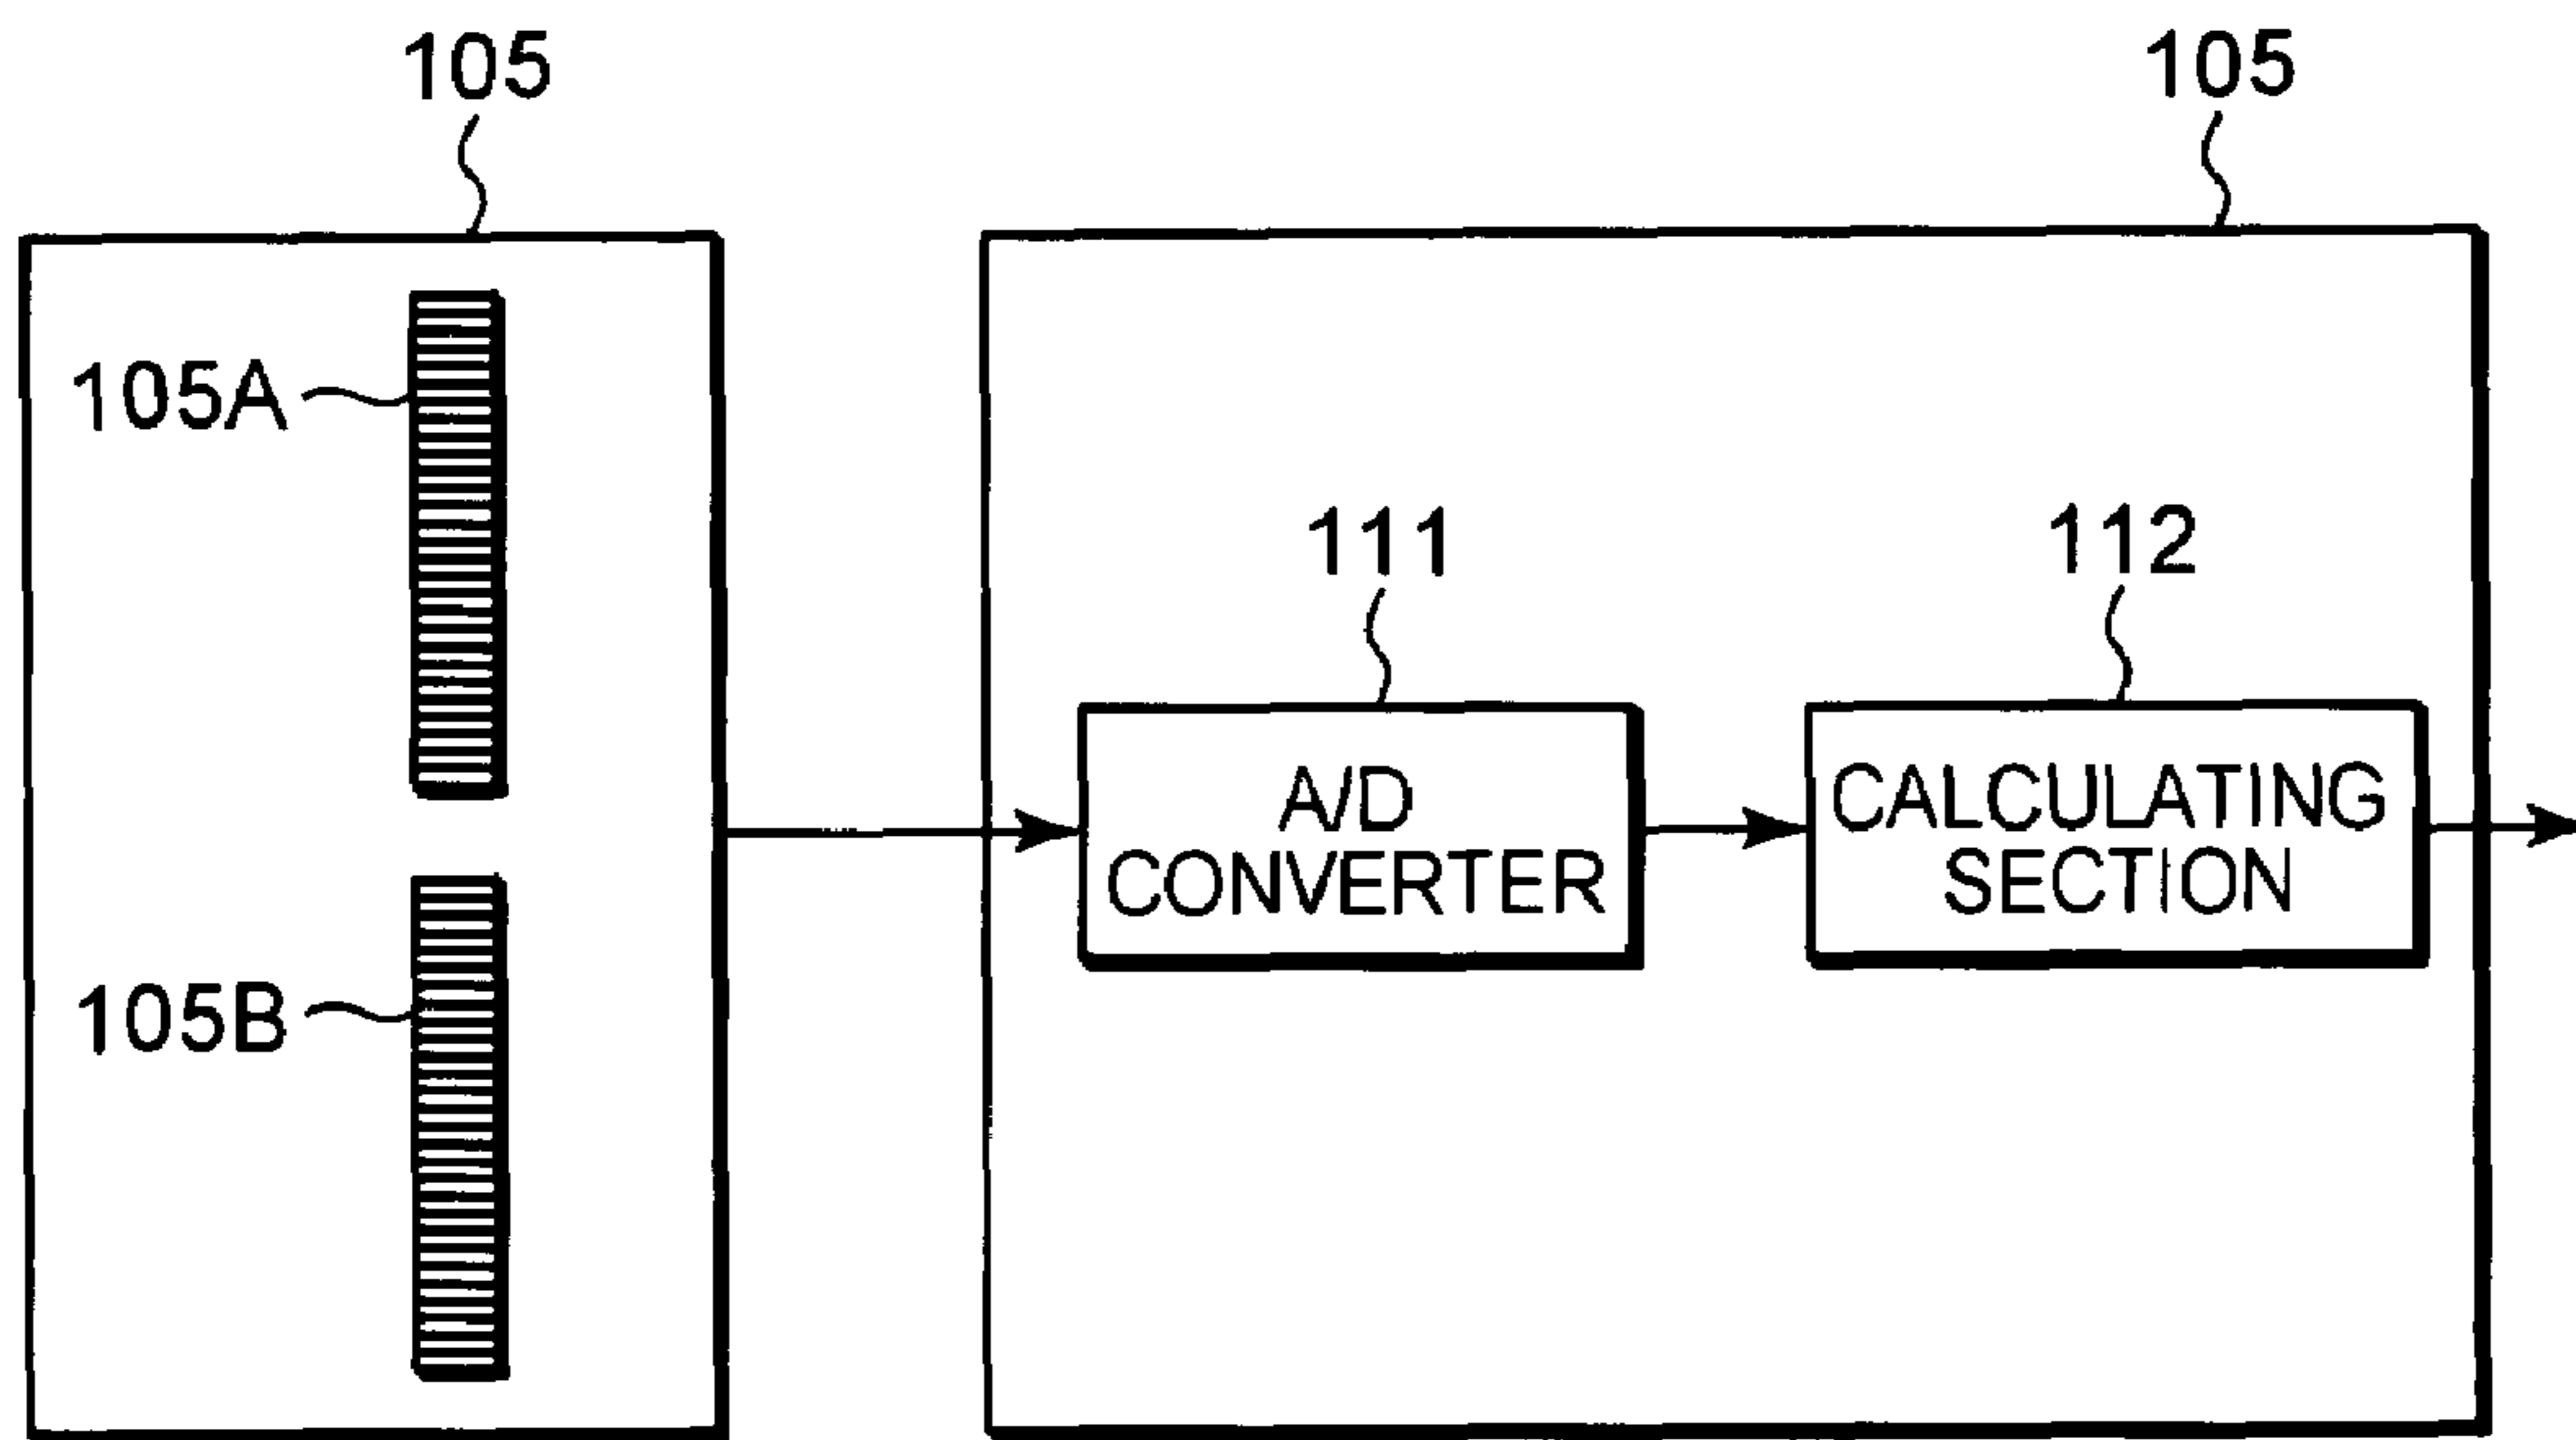 105
105
105A
111
112
A/D
CONVERTER
CALCULATING
SECTION
105B